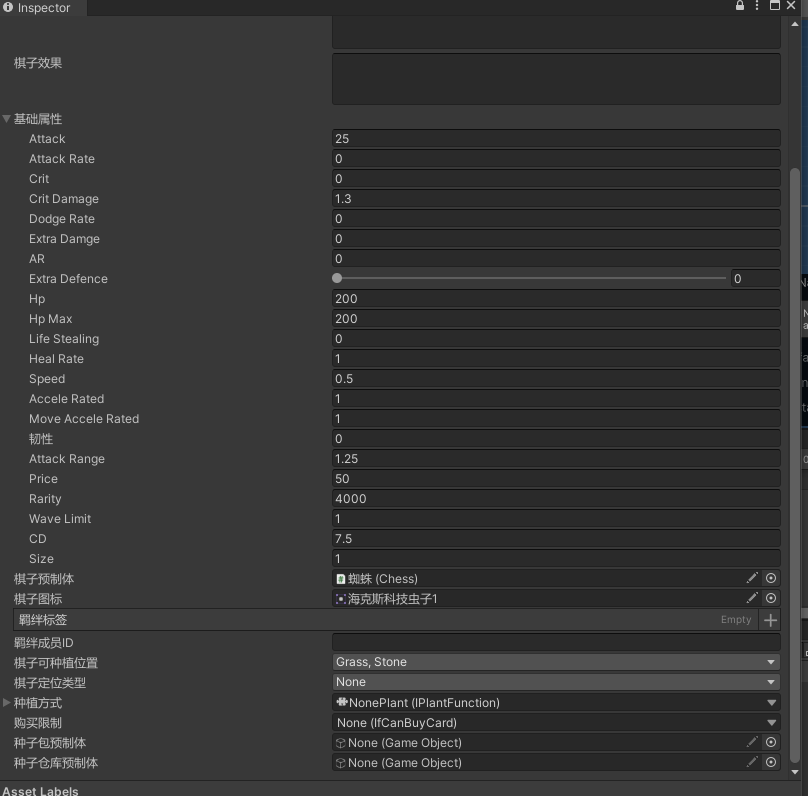 Inspector
棋子效果
基础属性
Attack 25
Attack Rate 0
Crit 0
Crit Damage 1.3
Dodge Rate 0
Extra Damge 0
AR 0
Extra Defence 0
Hp 200
Hp Max 200
Life Stealing 0
Heal Rate 1
Speed 0.5
Accele Rated 1
Move Accele Rated 1
韧性 0
Attack Range 1.25
Price 50
Rarity 4000
Wave Limit 1
CD 7.5
Size 1
棋子预制体 蜘蛛 (Chess)
棋子图标 海克斯科技虫子1
羁绊标签 Empty
羁绊成员ID
棋子可种植位置 Grass, Stone
棋子定位类型 None
种植方式 NonePlant (IPlantFunction)
购买限制 None (IfCanBuyCard)
种子包预制体 None (Game Object)
种子仓库预制体 None (Game Object)
Asset Labels